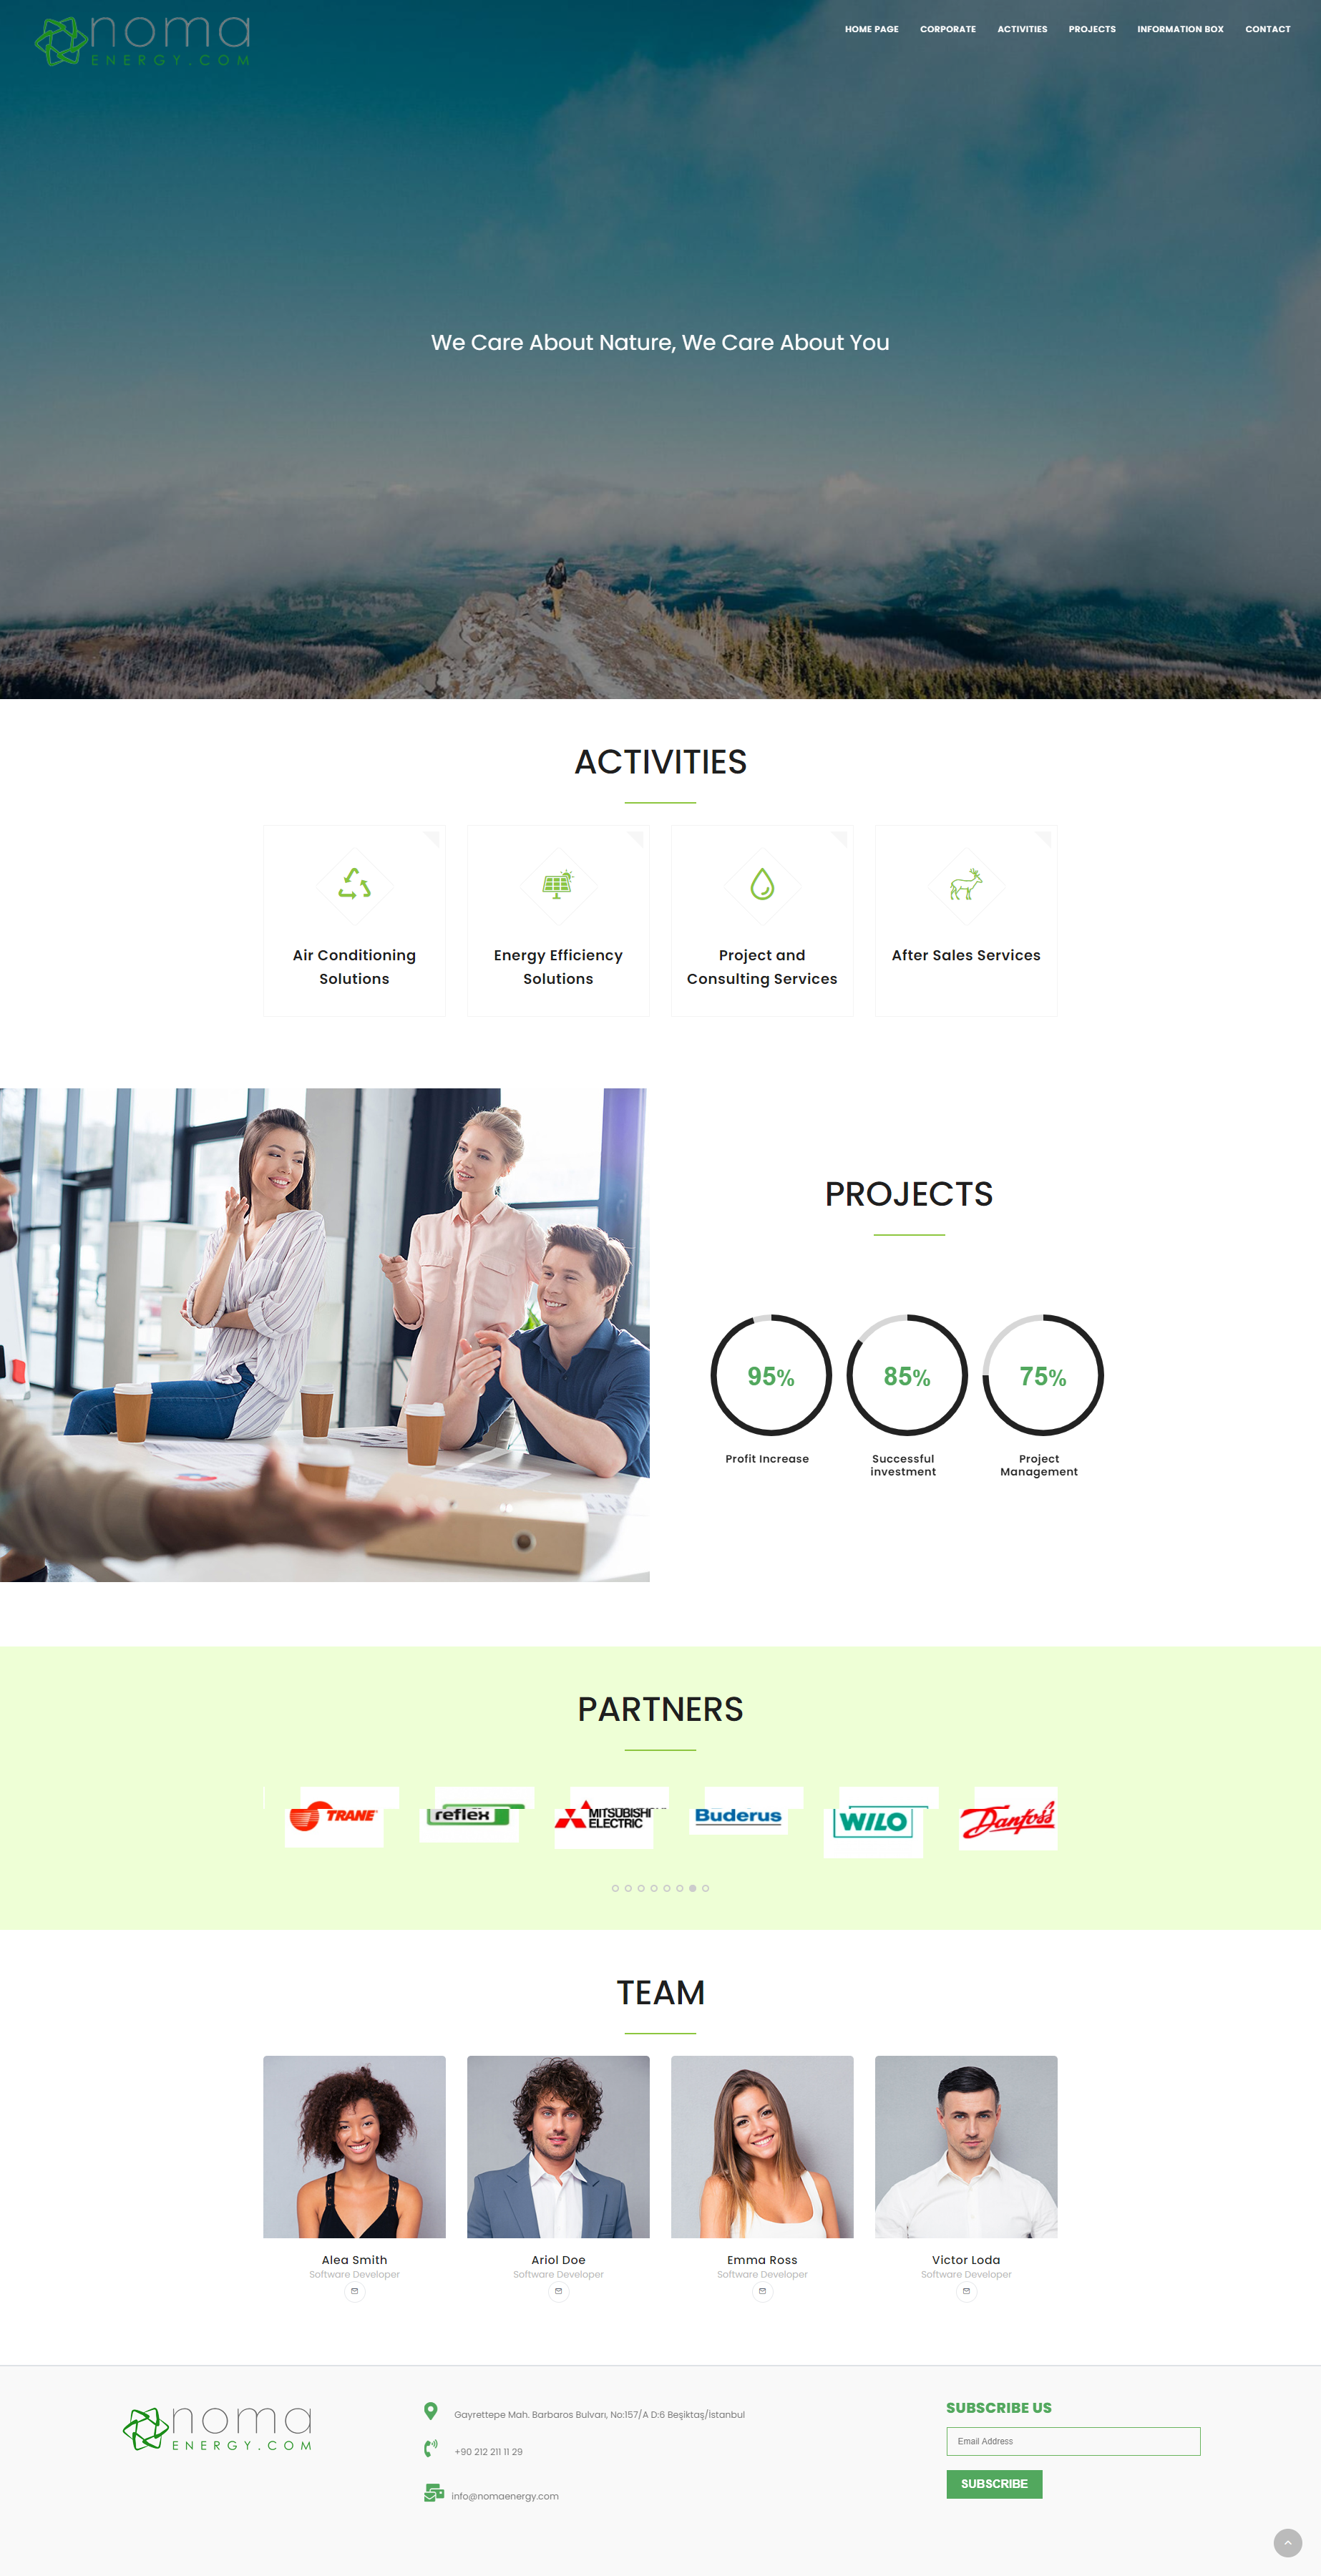 noma
ENERGY.COM
HOME PAGE
CORPORATE
ACTIVITIES
PROJECTS
INFORMATION BOX
CONTACT
We Care About Nature, We Care About You
ACTIVITIES
Air Conditioning
Solutions
Energy Efficiency
Solutions
Project and
Consulting Services
After Sales Services
PROJECTS
95%
85%
75%
Profit Increase
Successful
investment
Project
Management
PARTNERS
TRANE
reflex
MITSUBISHI
ELECTRIC
Buderus
WILO
Danfoss
TEAM
Alea Smith
Software Developer
Ariol Doe
Software Developer
Emma Ross
Software Developer
Victor Loda
Software Developer
noma
ENERGY.COM
Gayrettepe Mah. Barbaros Bulvarı, No:157/A D:6 Beşiktaş/İstanbul
+90 212 211 11 29
info@nomaenergy.com
SUBSCRIBE US
Email Address
SUBSCRIBE